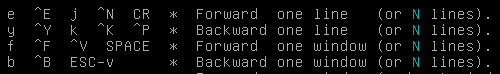 e  ^E  j  ^N  CR  *  Forward  one line   (or N lines).
y  ^Y  k  ^K  ^P  *  Backward one line   (or N lines).
f  ^F  ^V  SPACE  *  Forward  one window (or N lines).
b  ^B  ESC-v      *  Backward one window (or N lines).